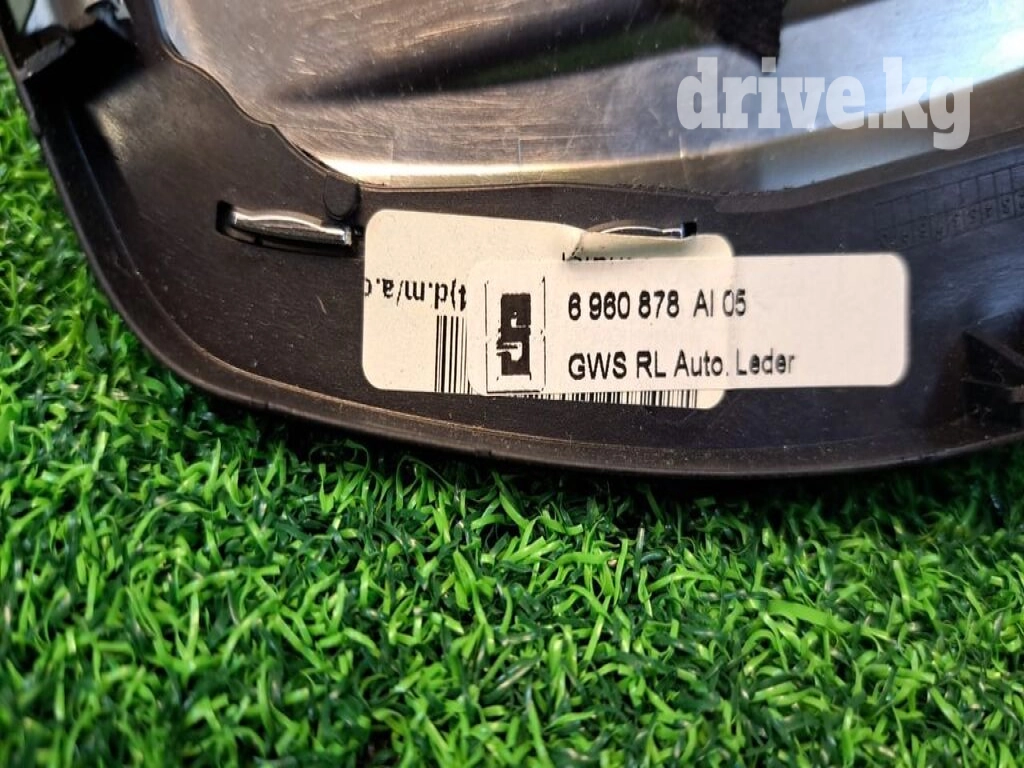 drive.kg
6 960 878 AI 05
GWS RL Auto. Leder